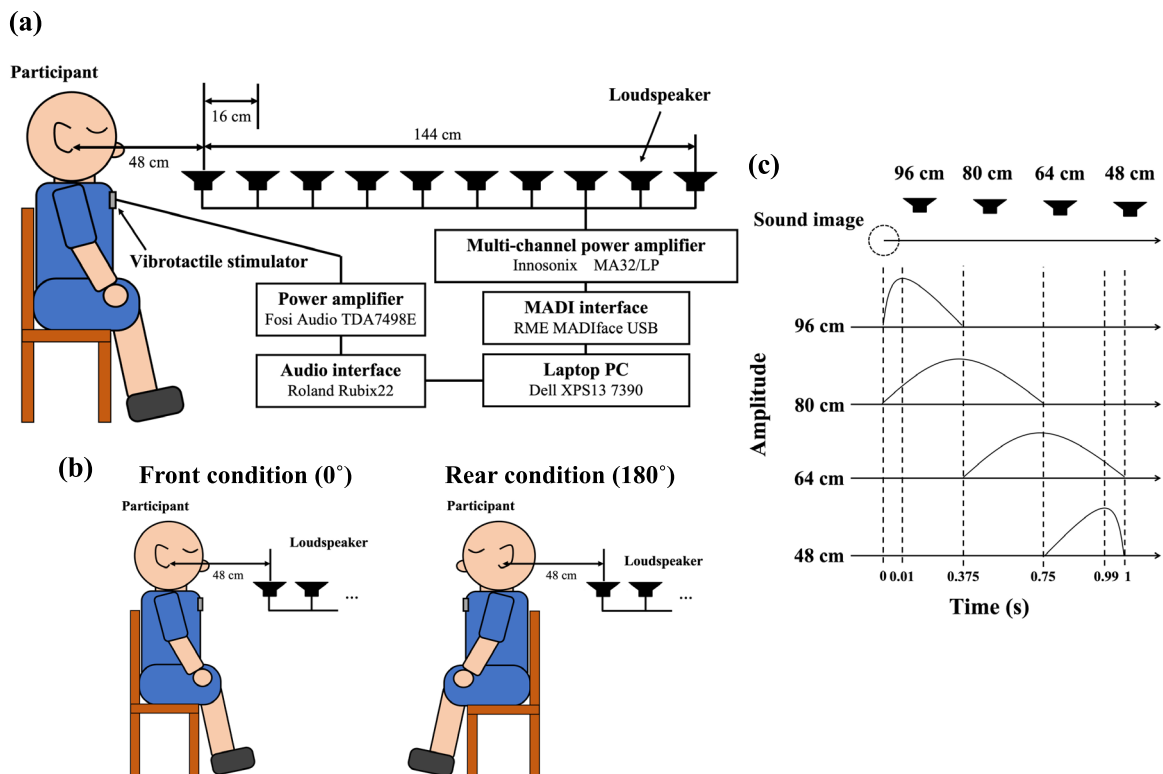 (a)
Participant
16 cm
48 cm
144 cm
Loudspeaker
Vibrotactile stimulator
Multi-channel power amplifier
Innosonix MA32/LP
Power amplifier
Fosi Audio TDA7498E
MADI interface
RME MADIface USB
Audio interface
Roland Rubix22
Laptop PC
Dell XPS13 7390
(b)
Front condition (0°)
Participant
Loudspeaker
48 cm
...
Rear condition (180°)
Participant
Loudspeaker
48 cm
...
(c)
96 cm 80 cm 64 cm 48 cm
Sound image
Amplitude
96 cm
80 cm
64 cm
48 cm
0 0.01 0.375 0.75 0.99 1
Time (s)